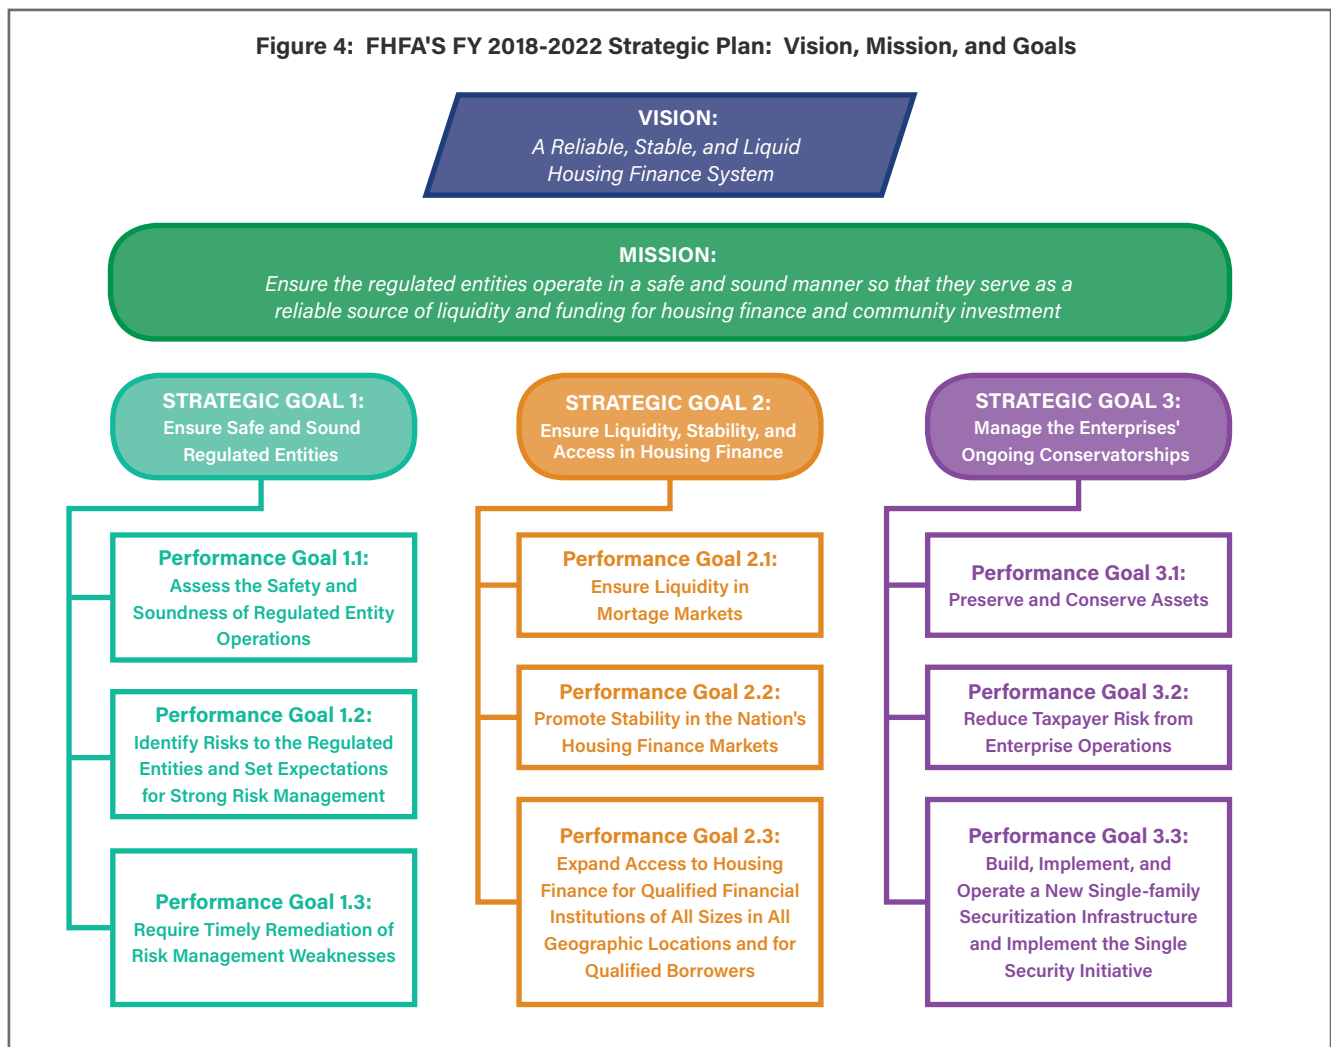 Figure 4:  FHFA'S FY 2018-2022 Strategic Plan:  Vision, Mission, and Goals
VISION:
A Reliable, Stable, and Liquid
Housing Finance System
MISSION:
Ensure the regulated entities operate in a safe and sound manner so that they serve as a
reliable source of liquidity and funding for housing finance and community investment
STRATEGIC GOAL 1:
Ensure Safe and Sound
Regulated Entities
Performance Goal 1.1:
Assess the Safety and
Soundness of Regulated Entity
Operations
Performance Goal 1.2:
Identify Risks to the Regulated
Entities and Set Expectations
for Strong Risk Management
Performance Goal 1.3:
Require Timely Remediation of
Risk Management Weaknesses
STRATEGIC GOAL 2:
Ensure Liquidity, Stability, and
Access in Housing Finance
Performance Goal 2.1:
Ensure Liquidity in
Mortage Markets
Performance Goal 2.2:
Promote Stability in the Nation's
Housing Finance Markets
Performance Goal 2.3:
Expand Access to Housing
Finance for Qualified Financial
Institutions of All Sizes in All
Geographic Locations and for
Qualified Borrowers
STRATEGIC GOAL 3:
Manage the Enterprises'
Ongoing Conservatorships
Performance Goal 3.1:
Preserve and Conserve Assets
Performance Goal 3.2:
Reduce Taxpayer Risk from
Enterprise Operations
Performance Goal 3.3:
Build, Implement, and
Operate a New Single-family
Securitization Infrastructure
and Implement the Single
Security Initiative